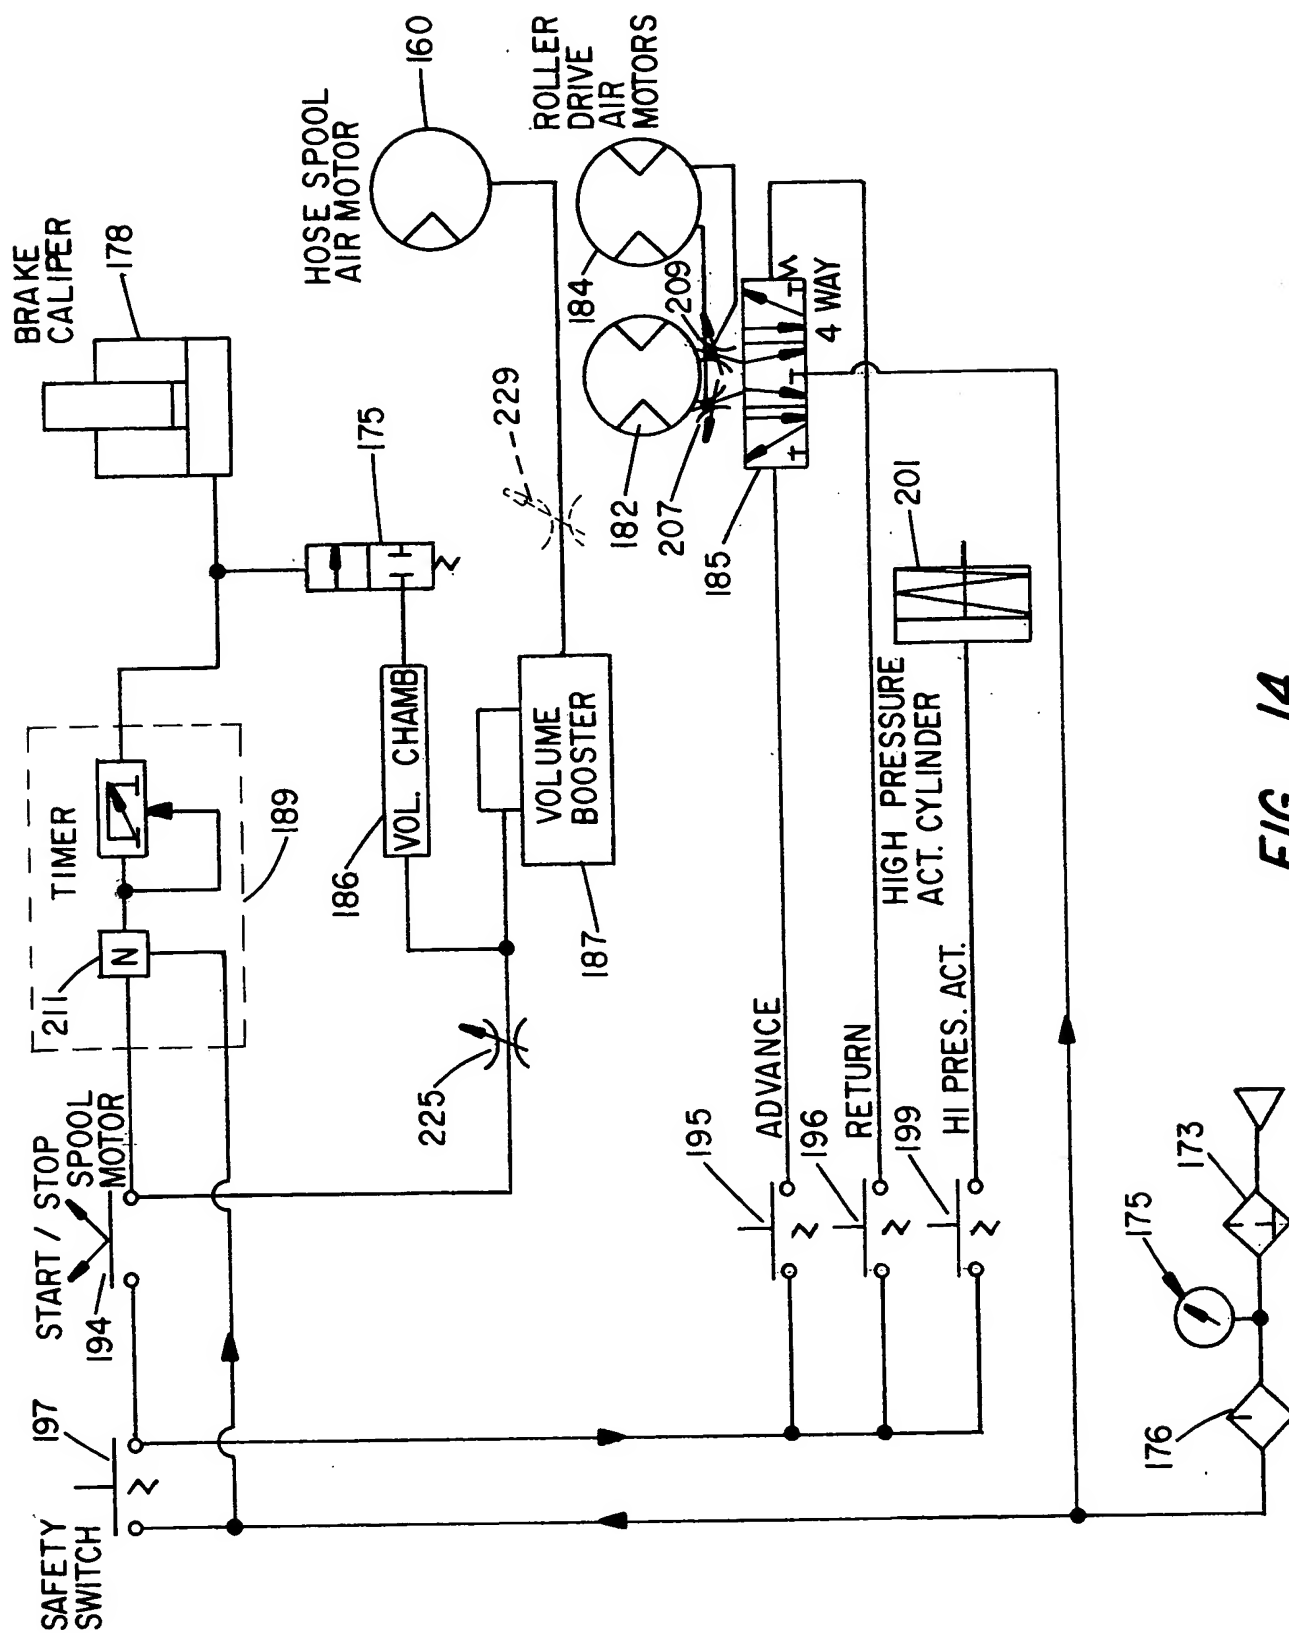 SAFETY
SWITCH
197
START / STOP
SPOOL
MOTOR
194
211
TIMER
N
189
BRAKE
CALIPER
178
175
VOL. CHAMB
186
225
VOLUME
BOOSTER
187
229
HOSE SPOOL
AIR MOTOR
160
ROLLER
DRIVE
AIR
MOTORS
184
182
207
209
185
4 WAY
195
ADVANCE
196
RETURN
199
HI PRES. ACT.
HIGH PRESSURE
ACT. CYLINDER
201
176
175
173
FIG. 14